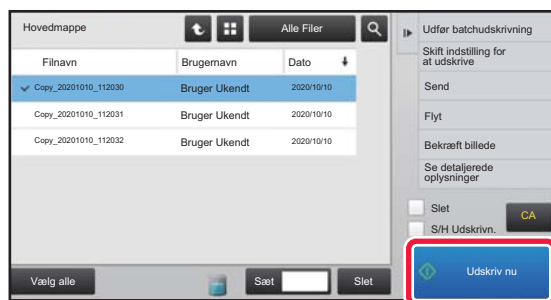 Hovedmappe
Alle Filer
Filnavn Brugernavn Dato
Copy_20201010_112030 Bruger Ukendt 2020/10/10
Copy_20201010_112031 Bruger Ukendt 2020/10/10
Copy_20201010_112032 Bruger Ukendt 2020/10/10
Vælg alle
Sæt
Slet
Udfør batchudskrivning
Skift indstilling for
at udskrive
Send
Flyt
Bekræft billede
Se detaljerede
oplysninger
Slet
S/H Udskrivn.
CA
Udskriv nu